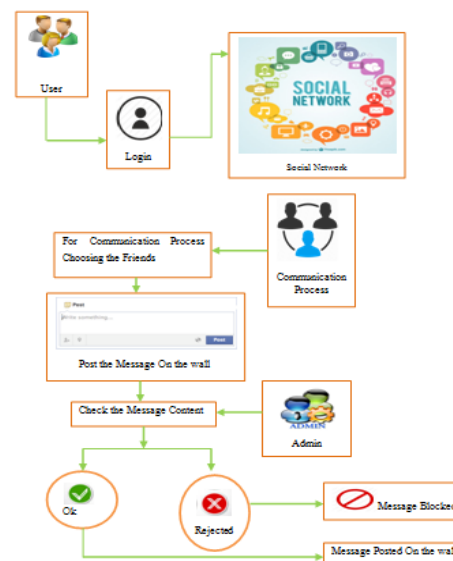 User
Login
SOCIAL
NETWORK
Social Network
For Communication Process
Choosing the Friends
Communication
Process
Post
Write something...
Post
Post the Message On the wall
Check the Message Content
ADMIN
Admin
Ok
Rejected
Message Blocked
Message Posted On the wall